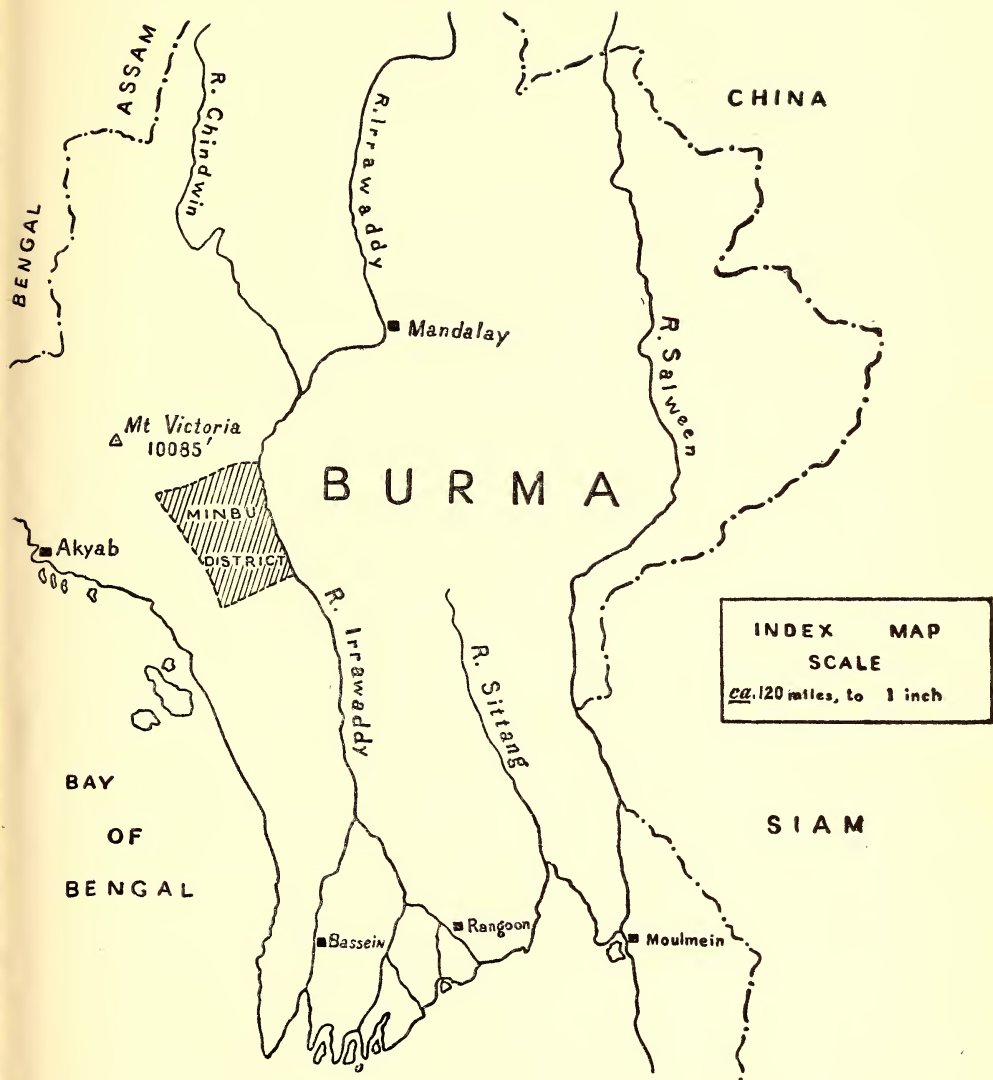 ASSAM
R. Chindwin
R. Irrawaddy
CHINA
BENGAL
Mandalay
R. Salween
Mt Victoria
10085'
BURMA
MINBU
DISTRICT
Akyab
R. Irrawaddy
R. Sittang
INDEX MAP
SCALE
ca. 120 miles, to 1 inch
BAY
OF
BENGAL
SIAM
Bassein
Rangoon
Moulmein